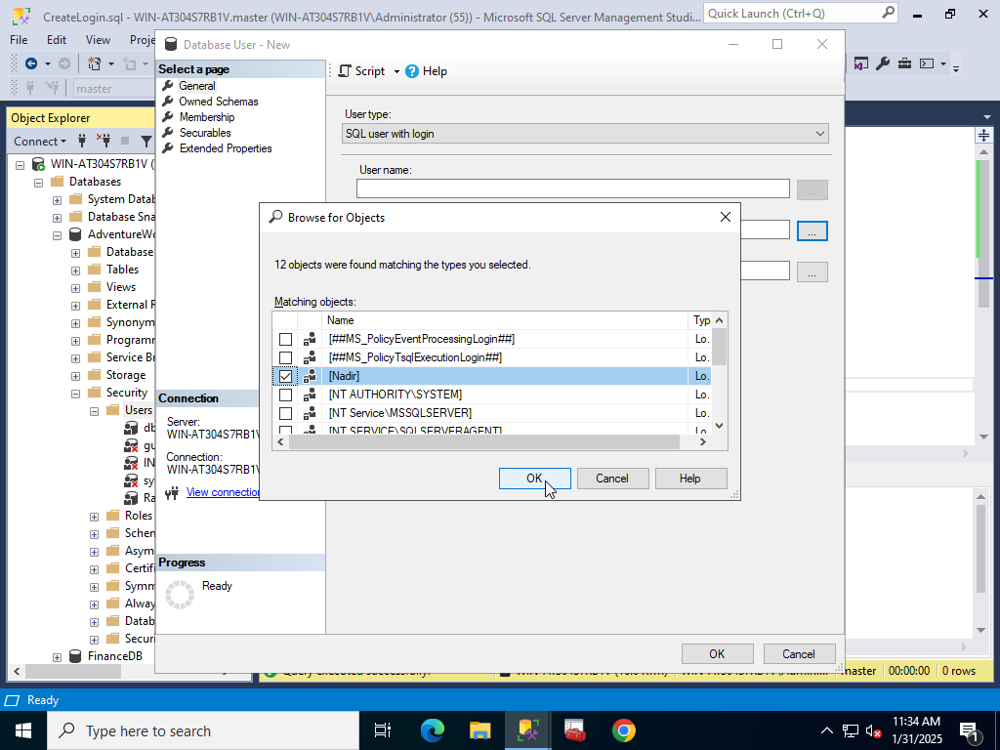 CreateLogin.sql - WIN-AT304S7RB1V.master (WIN-AT304S7RB1V\Administrator (55)) - Microsoft SQL Server Management Studi...
Quick Launch (Ctrl+Q)
File
Edit
View
Proje
master
Object Explorer
Connect
WIN-AT304S7RB1V (
Databases
System Datab
Database Sna
AdventureWo
Database
Tables
Views
External R
Synonym
Program
Service Br
Storage
Security
Users
db
gu
IN
sy
Ra
Roles
Schem
Asym
Certifi
Symm
Alway
Datab
Securi
FinanceDB
Database User - New
Select a page
General
Owned Schemas
Membership
Securables
Extended Properties
Connection
Server:
WIN-AT304S7RB1V
Connection:
WIN-AT304S7RB1V
View connection
Progress
Ready
Script
Help
User type:
SQL user with login
User name:
...
...
...
Browse for Objects
12 objects were found matching the types you selected.
Matching objects:
Name
Typ
[##MS_PolicyEventProcessingLogin##]
Lo.
[##MS_PolicyTsqlExecutionLogin##]
Lo.
[Nadir]
Lo.
[NT AUTHORITY\SYSTEM]
Lo.
[NT Service\MSSQLSERVER]
Lo.
[NT SERVICE\SQLSERVERAGENT]
Lo.
OK
Cancel
Help
OK
Cancel
Query executed successfully.
master
00:00:00
0 rows
Ready
Type here to search
11:34 AM
1/31/2025
1